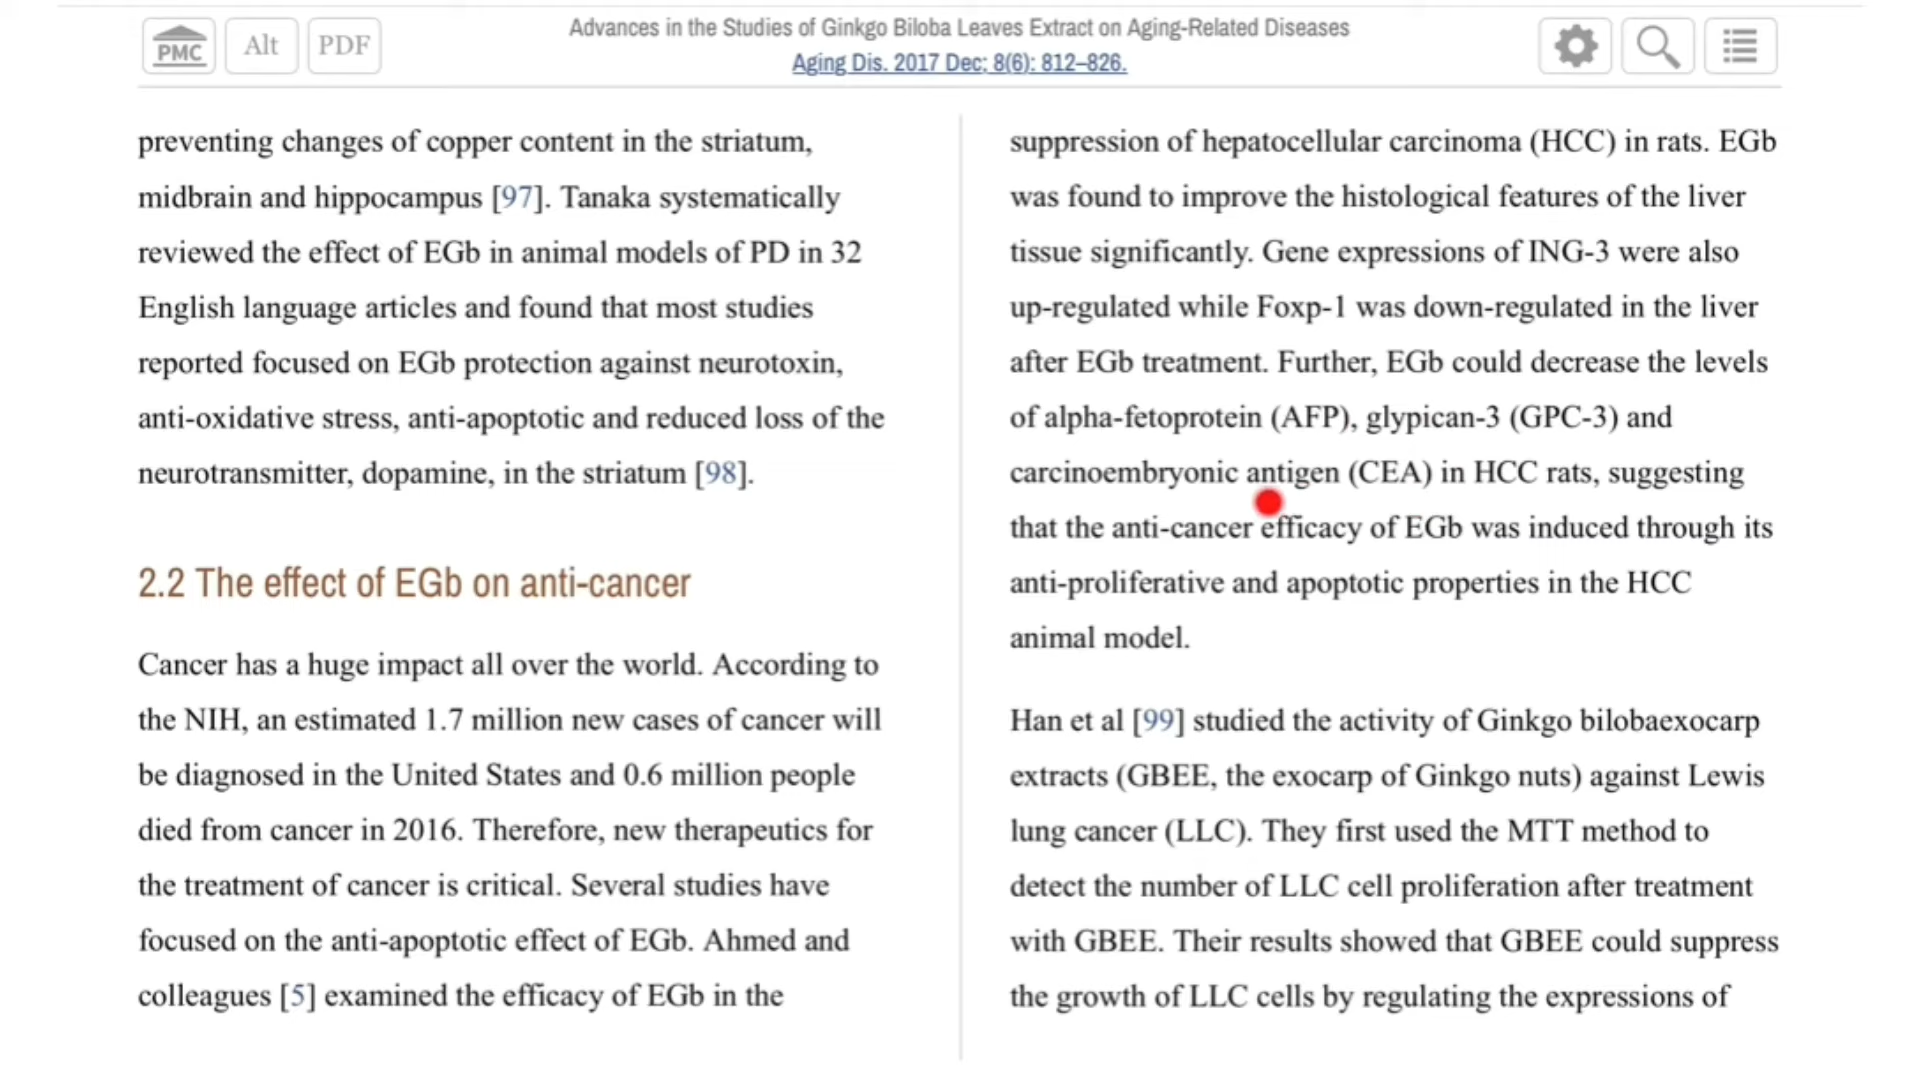 PMC
Alt
PDF
Advances in the Studies of Ginkgo Biloba Leaves Extract on Aging-Related Diseases
Aging Dis. 2017 Dec; 8(6): 812–826.
preventing changes of copper content in the striatum,
midbrain and hippocampus [97]. Tanaka systematically
reviewed the effect of EGb in animal models of PD in 32
English language articles and found that most studies
reported focused on EGb protection against neurotoxin,
anti-oxidative stress, anti-apoptotic and reduced loss of the
neurotransmitter, dopamine, in the striatum [98].
2.2 The effect of EGb on anti-cancer
Cancer has a huge impact all over the world. According to
the NIH, an estimated 1.7 million new cases of cancer will
be diagnosed in the United States and 0.6 million people
died from cancer in 2016. Therefore, new therapeutics for
the treatment of cancer is critical. Several studies have
focused on the anti-apoptotic effect of EGb. Ahmed and
colleagues [5] examined the efficacy of EGb in the
suppression of hepatocellular carcinoma (HCC) in rats. EGb
was found to improve the histological features of the liver
tissue significantly. Gene expressions of ING-3 were also
up-regulated while Foxp-1 was down-regulated in the liver
after EGb treatment. Further, EGb could decrease the levels
of alpha-fetoprotein (AFP), glypican-3 (GPC-3) and
carcinoembryonic antigen (CEA) in HCC rats, suggesting
that the anti-cancer efficacy of EGb was induced through its
anti-proliferative and apoptotic properties in the HCC
animal model.
Han et al [99] studied the activity of Ginkgo bilobaexocarp
extracts (GBEE, the exocarp of Ginkgo nuts) against Lewis
lung cancer (LLC). They first used the MTT method to
detect the number of LLC cell proliferation after treatment
with GBEE. Their results showed that GBEE could suppress
the growth of LLC cells by regulating the expressions of